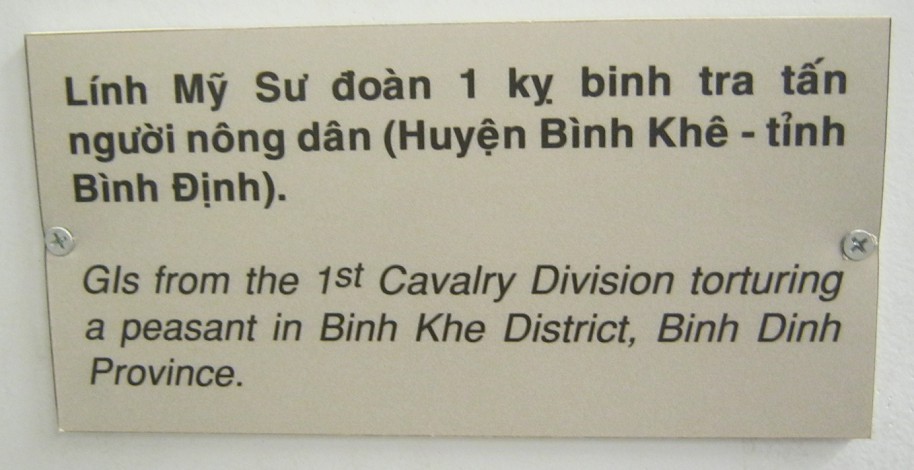 Lính Mỹ Sư đoàn 1 kỵ binh tra tấn
người nông dân (Huyện Bình Khê - tỉnh
Bình Định).
GIs from the 1st Cavalry Division torturing
a peasant in Binh Khe District, Binh Dinh
Province.